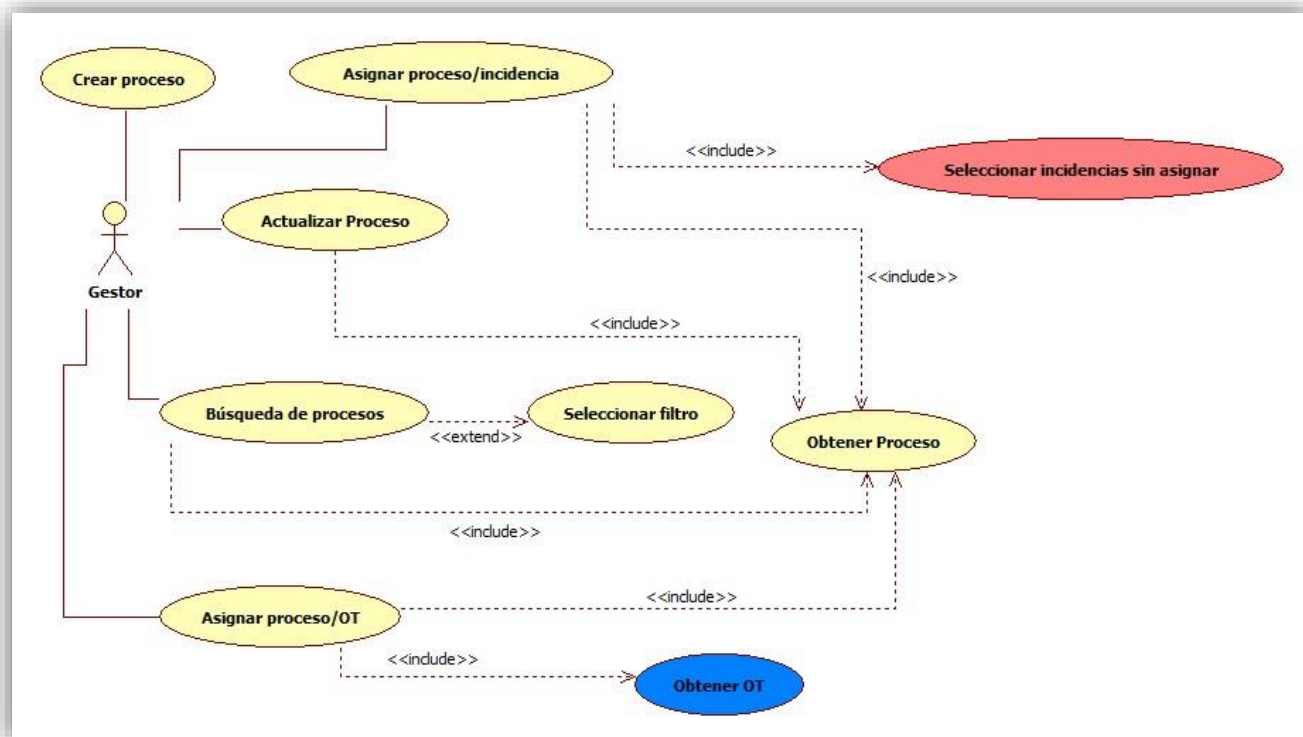 Crear proceso
Asignar proceso/incidencia
<<include>>
Seleccionar incidencias sin asignar
Actualizar Proceso
<<include>>
Gestor
<<include>>
Búsqueda de procesos
<<extend>>
Seleccionar filtro
Obtener Proceso
<<include>>
<<include>>
Asignar proceso/OT
<<include>>
Obtener OT